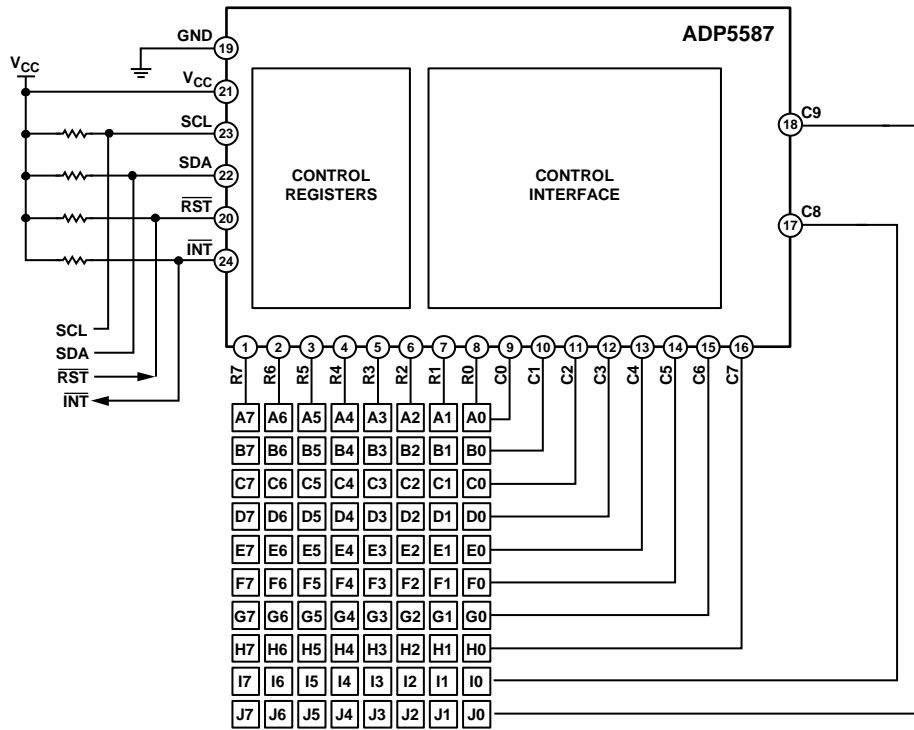 ADP5587
GND
19
VCC
VCC
21
SCL
23
SDA
22
RST
20
INT
24
CONTROL
REGISTERS
CONTROL
INTERFACE
C9
18
C8
17
SCL
SDA
RST
INT
1 2 3 4 5 6 7 8 9 10 11 12 13 14 15 16
R7 R6 R5 R4 R3 R2 R1 R0 C0 C1 C2 C3 C4 C5 C6 C7
A7 A6 A5 A4 A3 A2 A1 A0
B7 B6 B5 B4 B3 B2 B1 B0
C7 C6 C5 C4 C3 C2 C1 C0
D7 D6 D5 D4 D3 D2 D1 D0
E7 E6 E5 E4 E3 E2 E1 E0
F7 F6 F5 F4 F3 F2 F1 F0
G7 G6 G5 G4 G3 G2 G1 G0
H7 H6 H5 H4 H3 H2 H1 H0
I7 I6 I5 I4 I3 I2 I1 I0
J7 J6 J5 J4 J3 J2 J1 J0